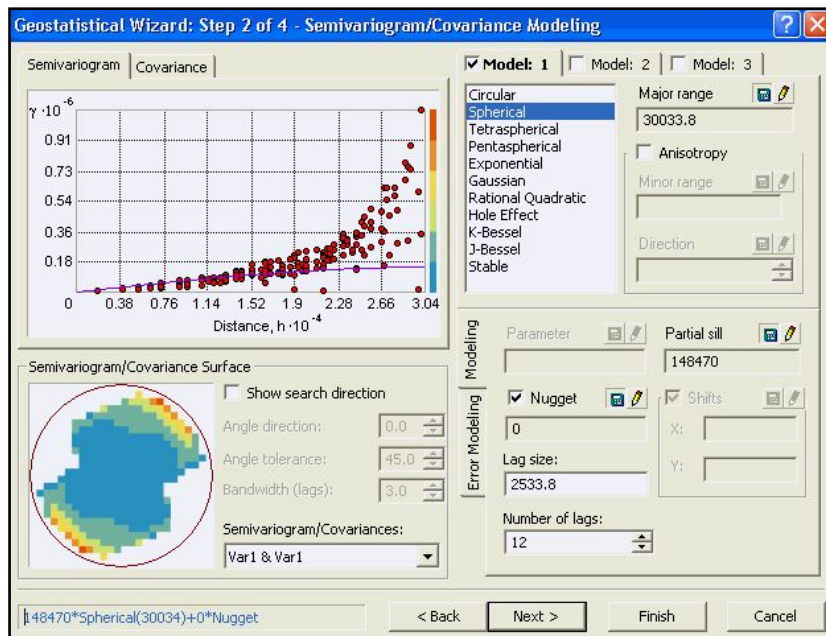 Geostatistical Wizard: Step 2 of 4 - Semivariogram/Covariance Modeling
Semivariogram
Covariance
γ·10⁻⁶
0.91
0.73
0.54
0.36
0.18
0 0.38 0.76 1.14 1.52 1.9 2.28 2.66 3.04
Distance, h·10⁻⁴
Semivariogram/Covariance Surface
Show search direction
Angle direction: 0.0
Angle tolerance: 45.0
Bandwidth (lags): 3.0
Semivariogram/Covariances:
Var1 & Var1
Model: 1 Model: 2 Model: 3
Circular
Spherical
Tetraspherical
Pentaspherical
Exponential
Gaussian
Rational Quadratic
Hole Effect
K-Bessel
J-Bessel
Stable
Major range
30033.8
Anisotropy
Minor range
Direction
Modeling
Error Modeling
Parameter
Partial sill
148470
Nugget
0
Shifts
X:
Y:
Lag size:
2533.8
Number of lags:
12
148470*Spherical(30034)+0*Nugget
< Back Next > Finish Cancel